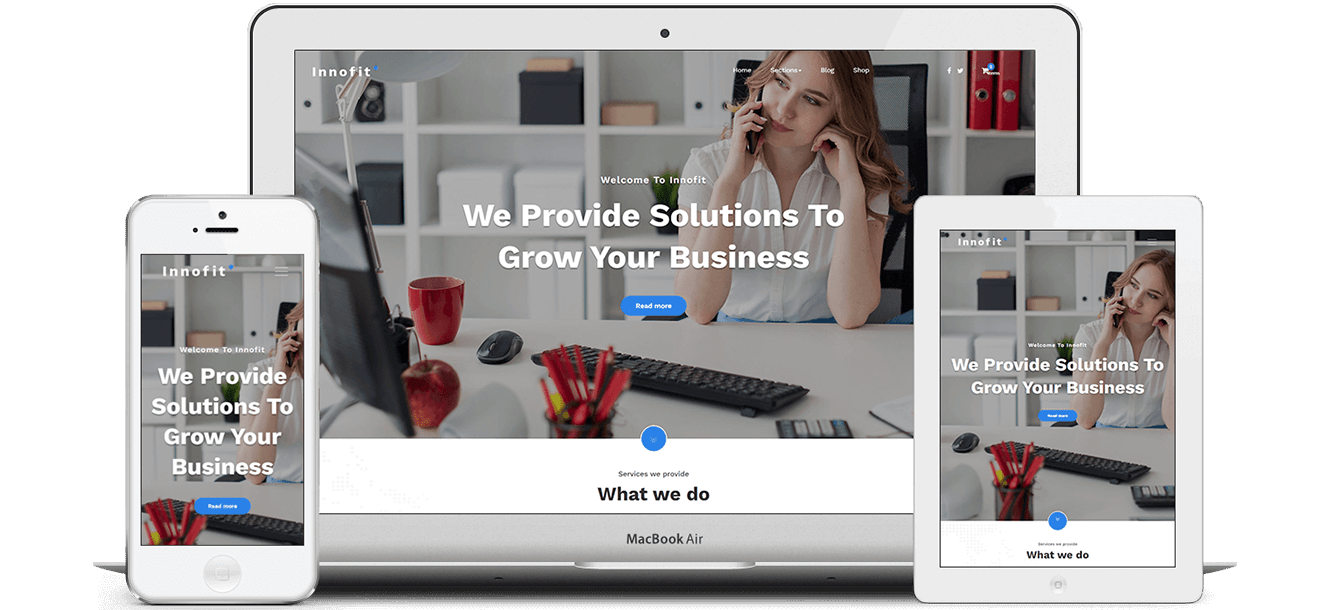 Innofit
Home Sections Blog Shop
Welcome To Innofit
We Provide Solutions To
Grow Your Business
Read more
Services we provide
What we do
MacBook Air
Innofit
Welcome To Innofit
We Provide
Solutions To
Grow Your
Business
Read more
Innofit
Welcome To Innofit
We Provide Solutions To
Grow Your Business
Read more
Services we provide
What we do